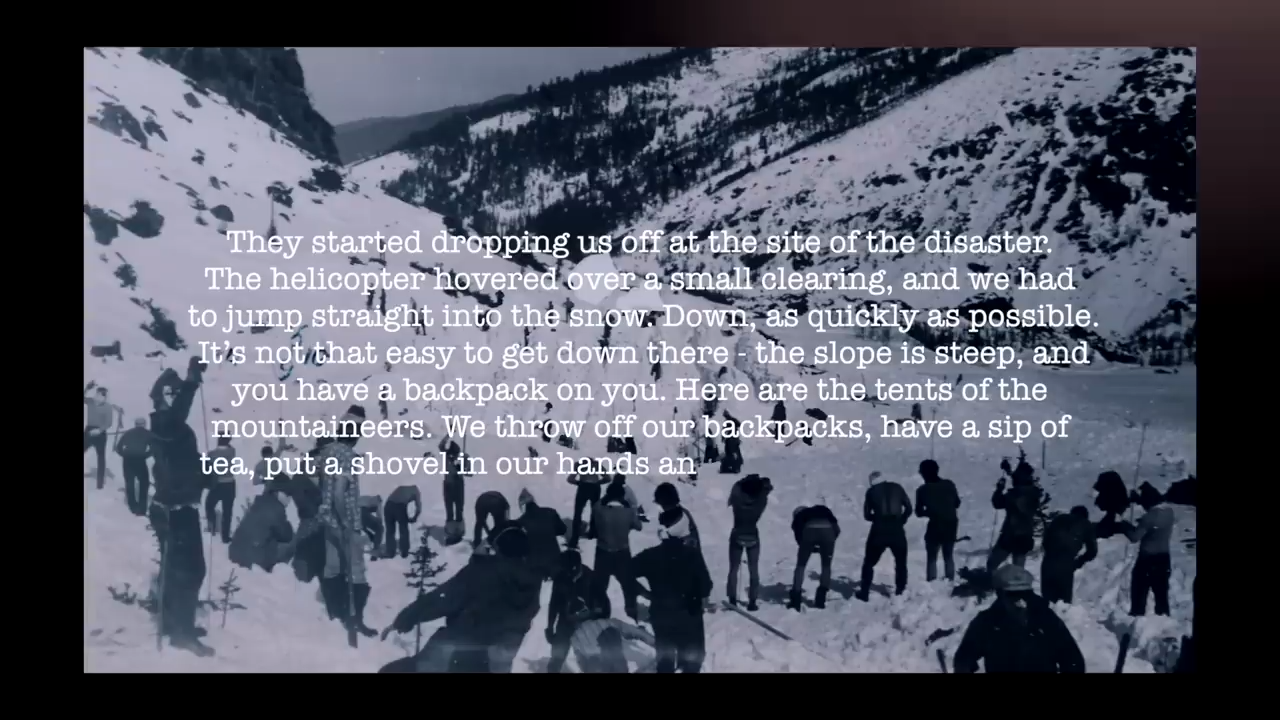 They started dropping us off at the site of the disaster.
The helicopter hovered over a small clearing, and we had
to jump straight into the snow. Down, as quickly as possible.
It's not that easy to get down there - the slope is steep, and
you have a backpack on you. Here are the tents of the
mountaineers. We throw off our backpacks, have a sip of
tea, put a shovel in our hands an